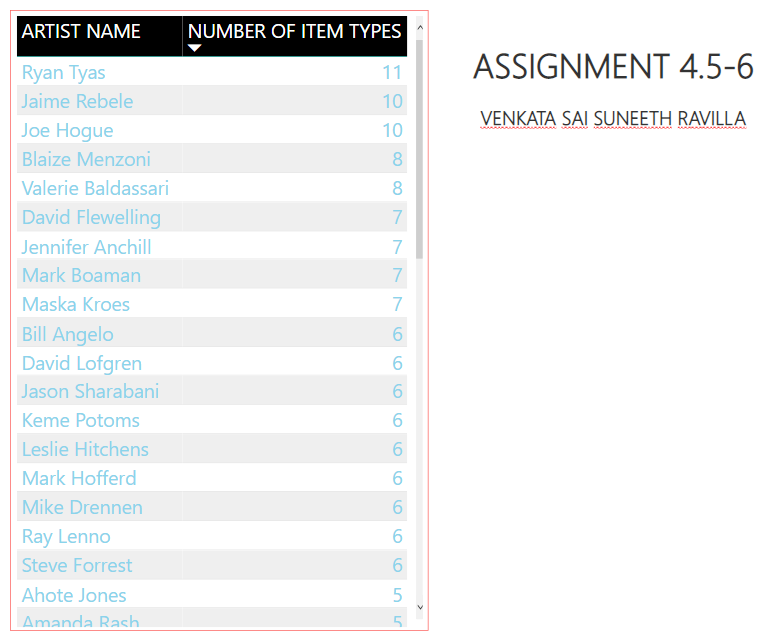 ARTIST NAME NUMBER OF ITEM TYPES
Ryan Tyas 11
Jaime Rebele 10
Joe Hogue 10
Blaize Menzoni 8
Valerie Baldassari 8
David Flewelling 7
Jennifer Anchill 7
Mark Boaman 7
Maska Kroes 7
Bill Angelo 6
David Lofgren 6
Jason Sharabani 6
Keme Potoms 6
Leslie Hitchens 6
Mark Hofferd 6
Mike Drennen 6
Ray Lenno 6
Steve Forrest 6
Ahote Jones 5
Amanda Rash 5
ASSIGNMENT 4.5-6
VENKATA SAI SUNEETH RAVILLA